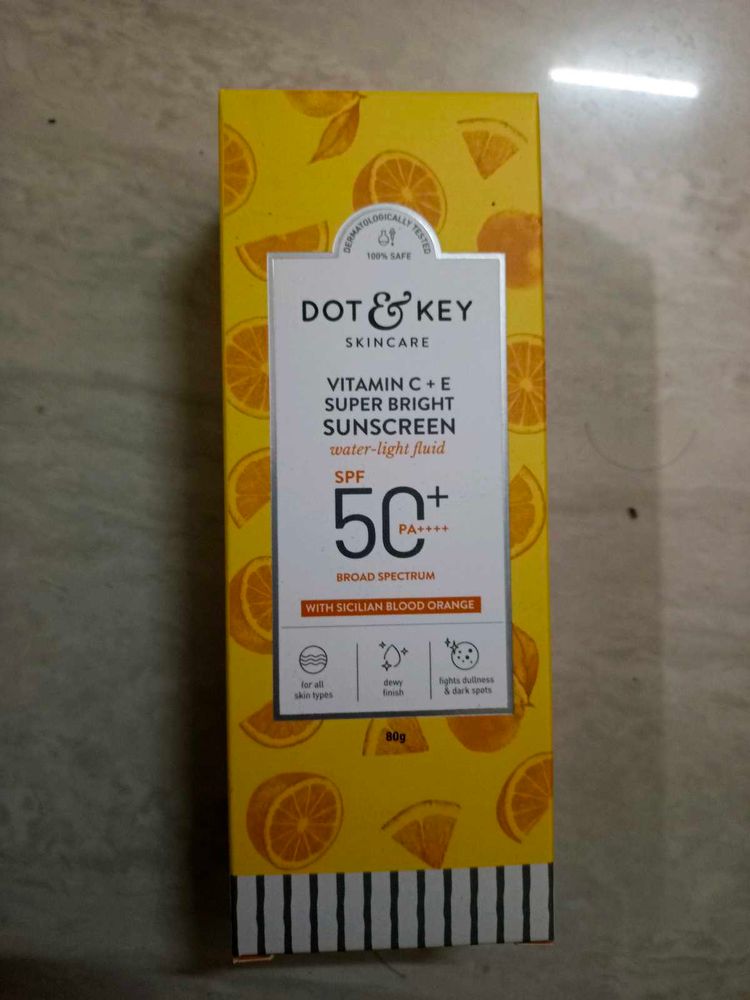 DERMATOLOGICALLY TESTED
100% SAFE
DOT & KEY
SKINCARE
VITAMIN C + E
SUPER BRIGHT
SUNSCREEN
water-light fluid
SPF
50+
PA++++
BROAD SPECTRUM
WITH SICILIAN BLOOD ORANGE
for all
skin types
dewy
finish
fights dullness
& dark spots
80g